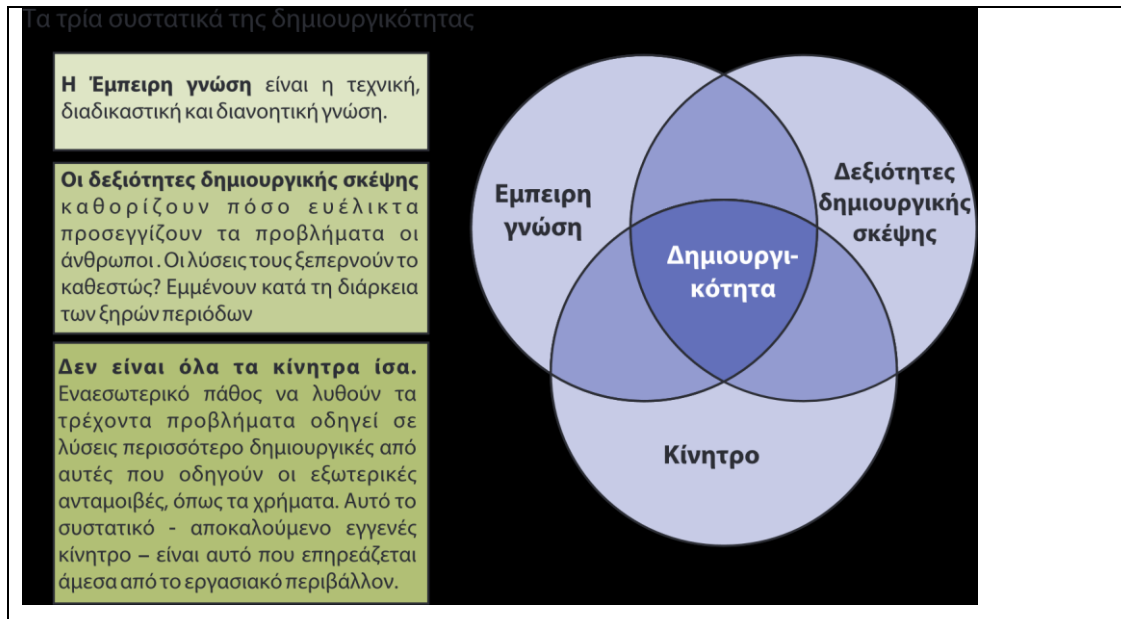 Τα τρία συστατικά της δημιουργικότητας
Η Έμπειρη γνώση είναι η τεχνική,
διαδικαστική και διανοητική γνώση.
Οι δεξιότητες δημιουργικής σκέψης
καθορίζουν πόσο ευέλικτα
προσεγγίζουν τα προβλήματα οι
άνθρωποι . Οι λύσεις τους ξεπερνούν το
καθεστώς? Εμμένουν κατά τη διάρκεια
των ξηρών περιόδων
Δεν είναι όλα τα κίνητρα ίσα.
Εναεσωτερικό πάθος να λυθούν τα
τρέχοντα προβλήματα οδηγεί σε
λύσεις περισσότερο δημιουργικές από
αυτές που οδηγούν οι εξωτερικές
ανταμοιβές, όπως τα χρήματα. Αυτό το
συστατικό - αποκαλούμενο εγγενές
κίνητρο – είναι αυτό που επηρεάζεται
άμεσα από το εργασιακό περιβάλλον.
Εμπειρη
γνώση
Δεξιότητες
δημιουργικής
σκέψης
Δημιουργι-
κότητα
Κίνητρο